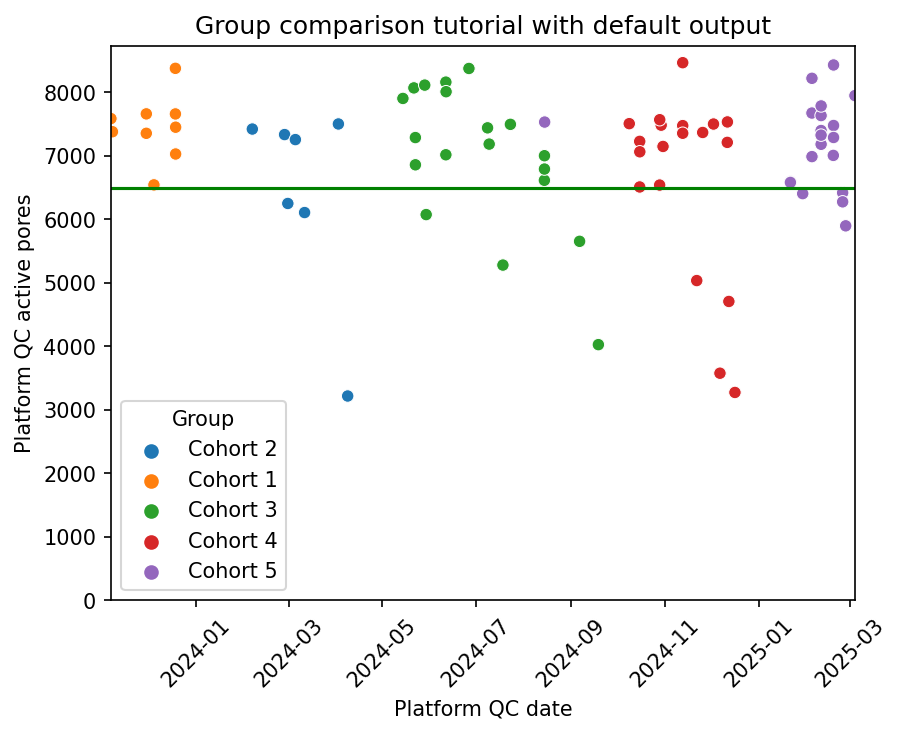 Group comparison tutorial with default output
Platform QC active pores
8000
7000
6000
5000
4000
3000
2000
1000
0
Group
Cohort 2
Cohort 1
Cohort 3
Cohort 4
Cohort 5
2024-01
2024-03
2024-05
2024-07
2024-09
2024-11
2025-01
2025-03
Platform QC date